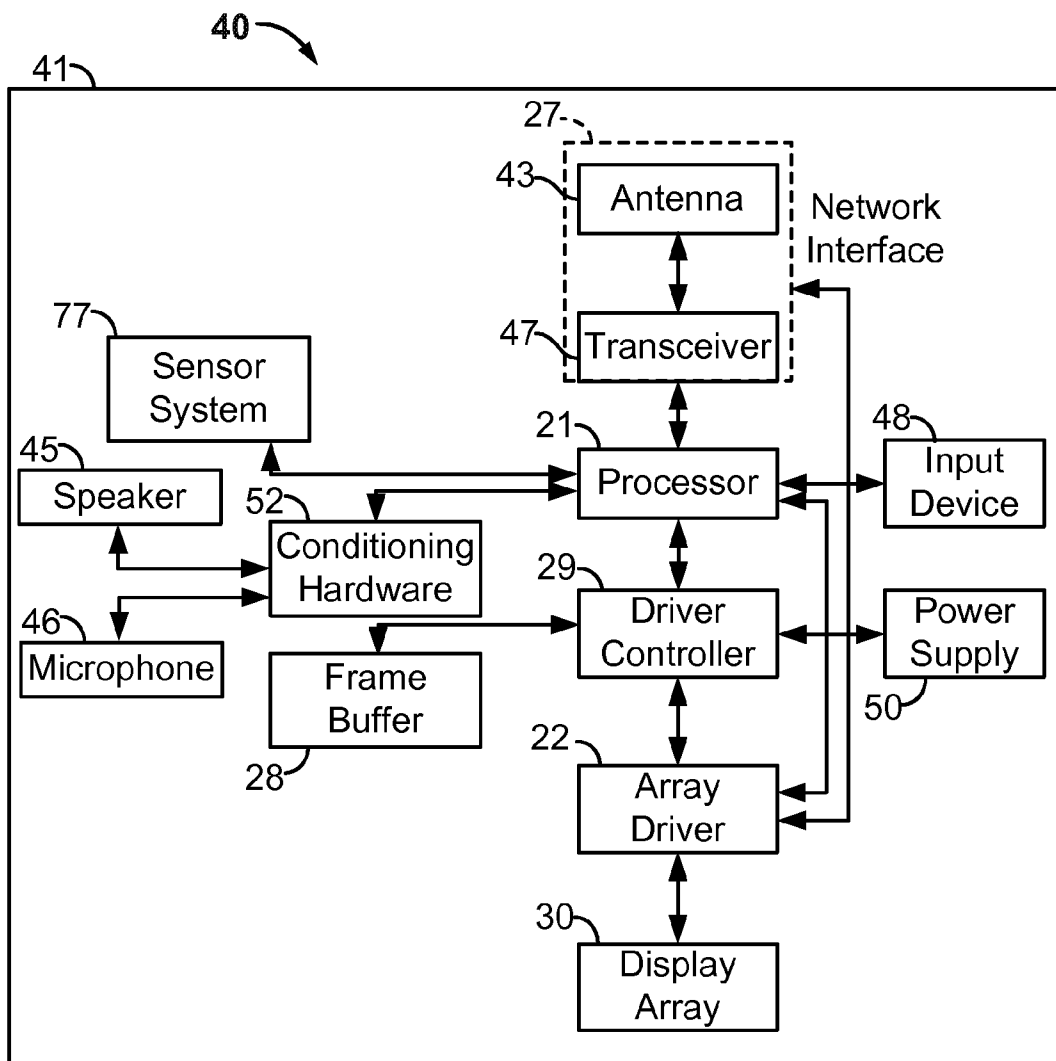 40
41
27
43
Antenna
Network
Interface
77
47
Transceiver
Sensor
System
21
48
45
Processor
Input
Device
Speaker
52
Conditioning
Hardware
29
46
Driver
Controller
Power
Supply
Microphone
Frame
Buffer
50
28
22
Array
Driver
30
Display
Array